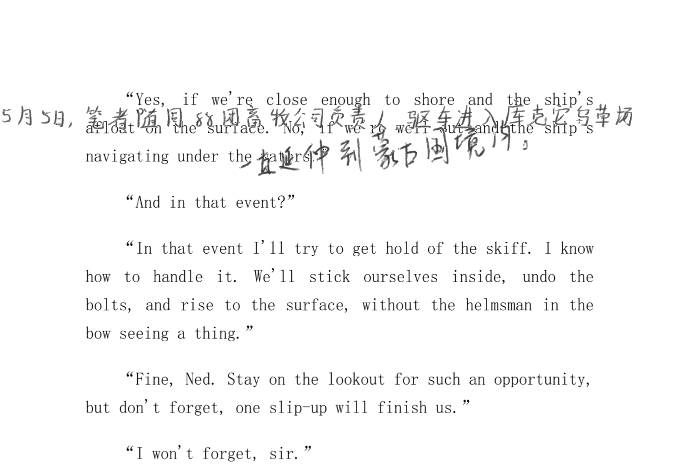 “Yes, if we're close enough to shore and the ship's
5月5日,笔者随同88团畜牧公司负责人驱车进入库克宏乌草场
afloat on the surface. No, if we're well out and the ship's
一直延伸到蒙古国境内。
navigating under the waters.”
“And in that event?”
“In that event I'll try to get hold of the skiff. I know
how to handle it. We'll stick ourselves inside, undo the
bolts, and rise to the surface, without the helmsman in the
bow seeing a thing.”
“Fine, Ned. Stay on the lookout for such an opportunity,
but don't forget, one slip-up will finish us.”
“I won't forget, sir.”